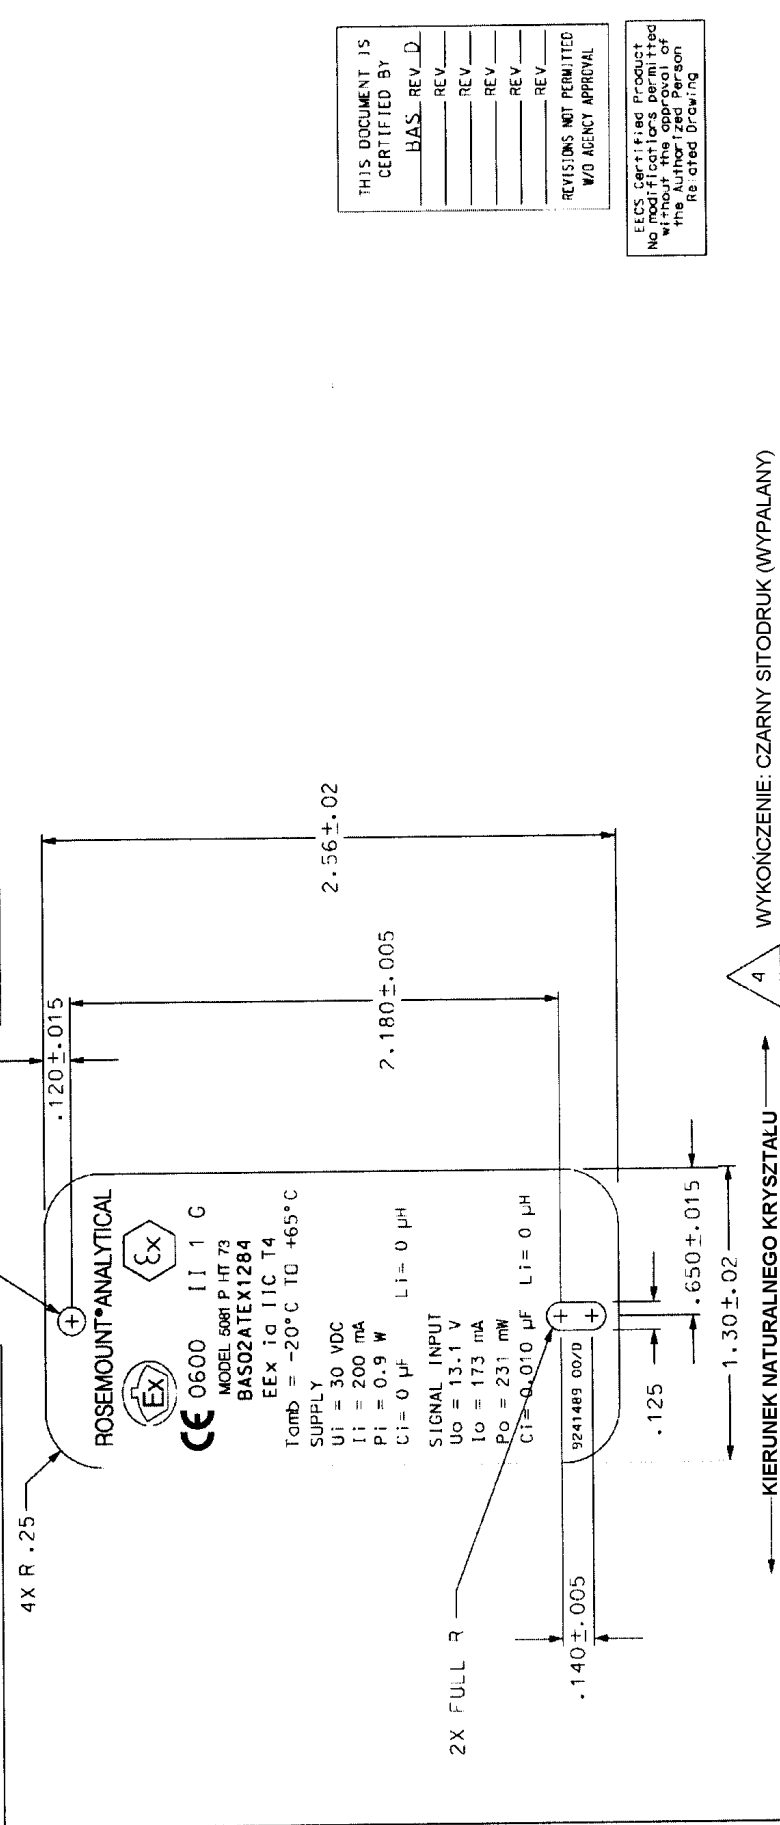 4X R .25
.120±.015
2.56±.02
2.180±.005
ROSEMOUNT® ANALYTICAL
Ex
εx
CE 0600 II 1 G
MODEL 5081 P HT 73
BAS02ATEX1284
EEx ia IIC T4
Tamb = -20°C TO +65°C
SUPPLY
Ui = 30 VDC
Ii = 200 mA
Pi = 0.9 W
Ci = 0 µF Li = 0 µH
SIGNAL INPUT
Uo = 13.1 V
Io = 173 mA
Po = 231 mW
Ci = 0.010 µF Li = 0 µH
9241489 00/D
2X FULL R
.140±.005
.125
.650±.015
1.30±.02
KIERUNEK NATURALNEGO KRYSZTAŁU
4
WYKOŃCZENIE: CZARNY SITODRUK (WYPALANY)
THIS DOCUMENT IS
CERTIFIED BY
BAS REV D
REV
REV
REV
REV
REV
REVISIONS NOT PERMITTED
W/O AGENCY APPROVAL
EECS Certified Product
No modifications permitted
without the approval of
the Authorized Person
Related Drawing